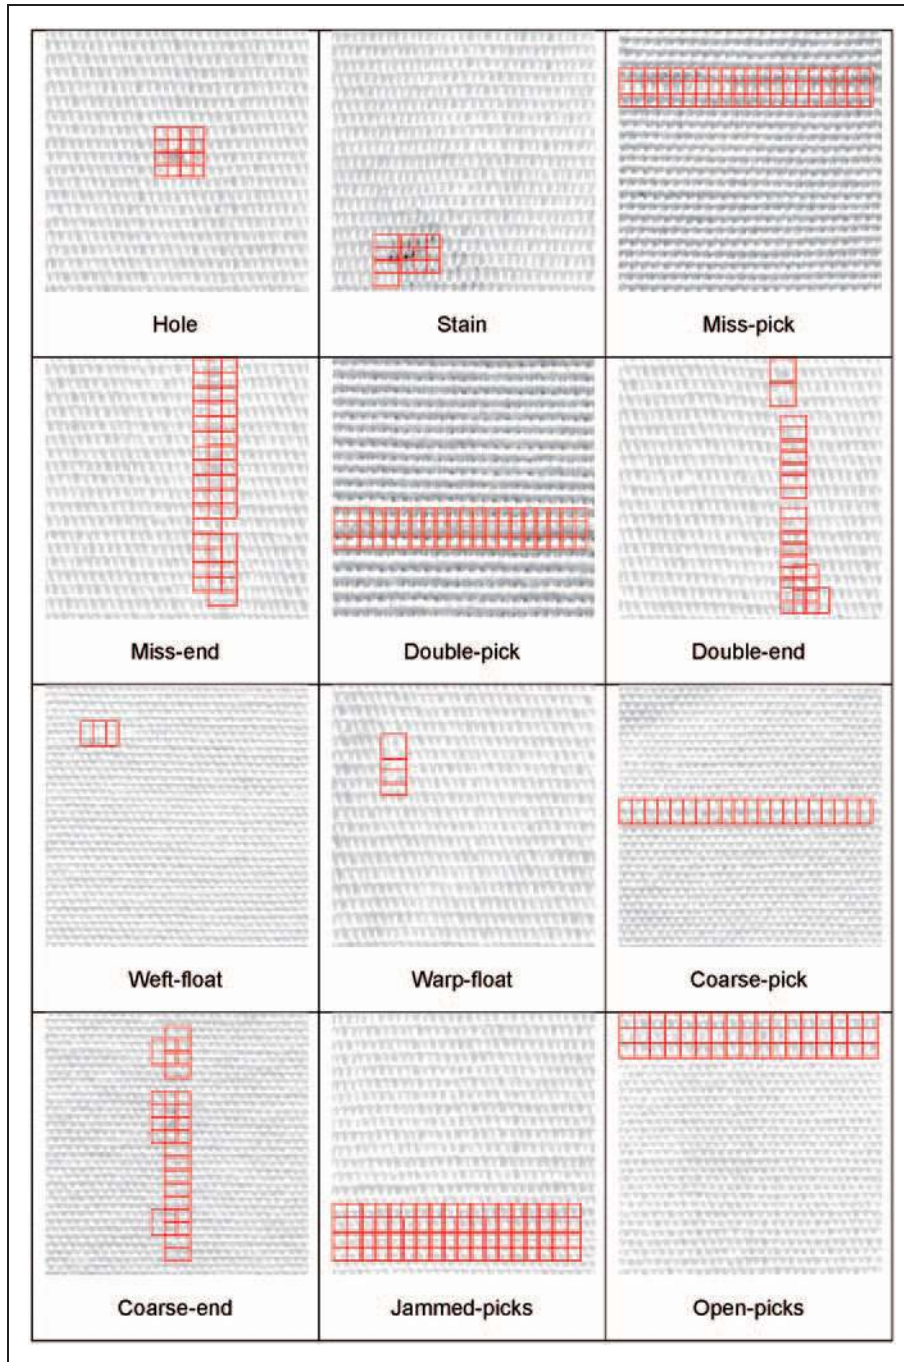 Hole
Stain
Miss-pick
Miss-end
Double-pick
Double-end
Weft-float
Warp-float
Coarse-pick
Coarse-end
Jammed-picks
Open-picks